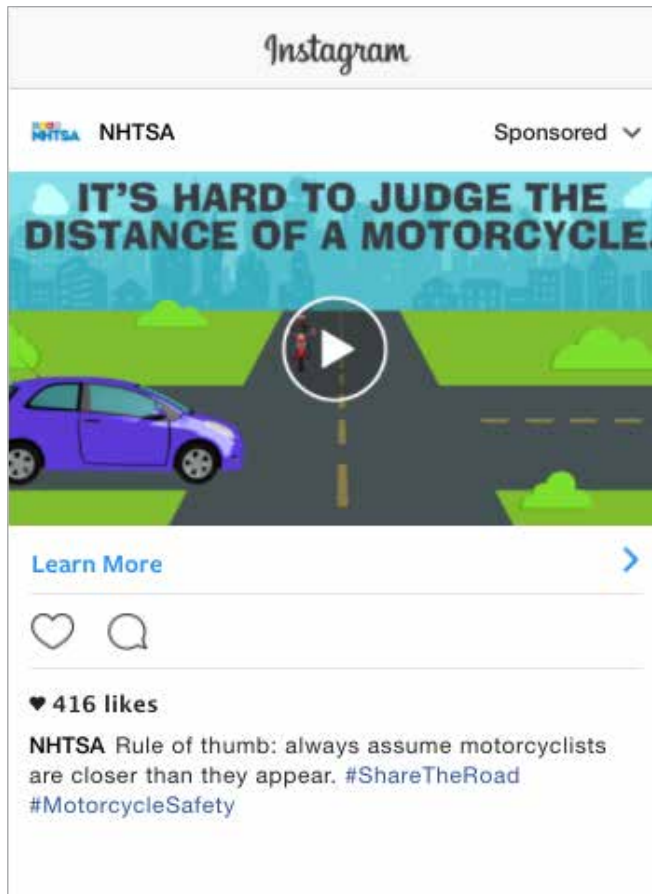 Instagram
NHTSA NHTSA Sponsored
IT'S HARD TO JUDGE THE
DISTANCE OF A MOTORCYCLE.
Learn More
416 likes
NHTSA Rule of thumb: always assume motorcyclists
are closer than they appear. #ShareTheRoad
#MotorcycleSafety